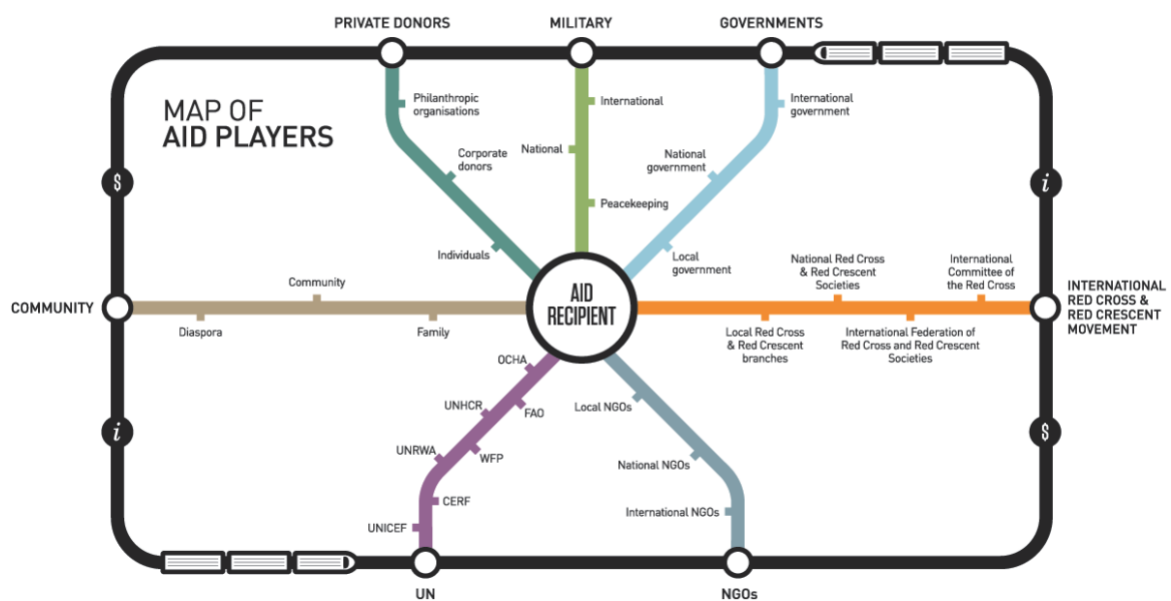 PRIVATE DONORS
MILITARY
GOVERNMENTS
MAP OF
AID PLAYERS
Philanthropic
organisations
Corporate
donors
Individuals
International
National
Peacekeeping
International
government
National
government
Local
government
$
i
COMMUNITY
Community
Diaspora
Family
AID
RECIPIENT
National Red Cross
& Red Crescent
Societies
International
Committee of
the Red Cross
Local Red Cross
& Red Crescent
branches
International Federation of
Red Cross and Red Crescent
Societies
INTERNATIONAL
RED CROSS &
RED CRESCENT
MOVEMENT
OCHA
FAO
UNHCR
WFP
UNRWA
CERF
UNICEF
Local NGOs
National NGOs
International NGOs
i
$
UN
NGOs